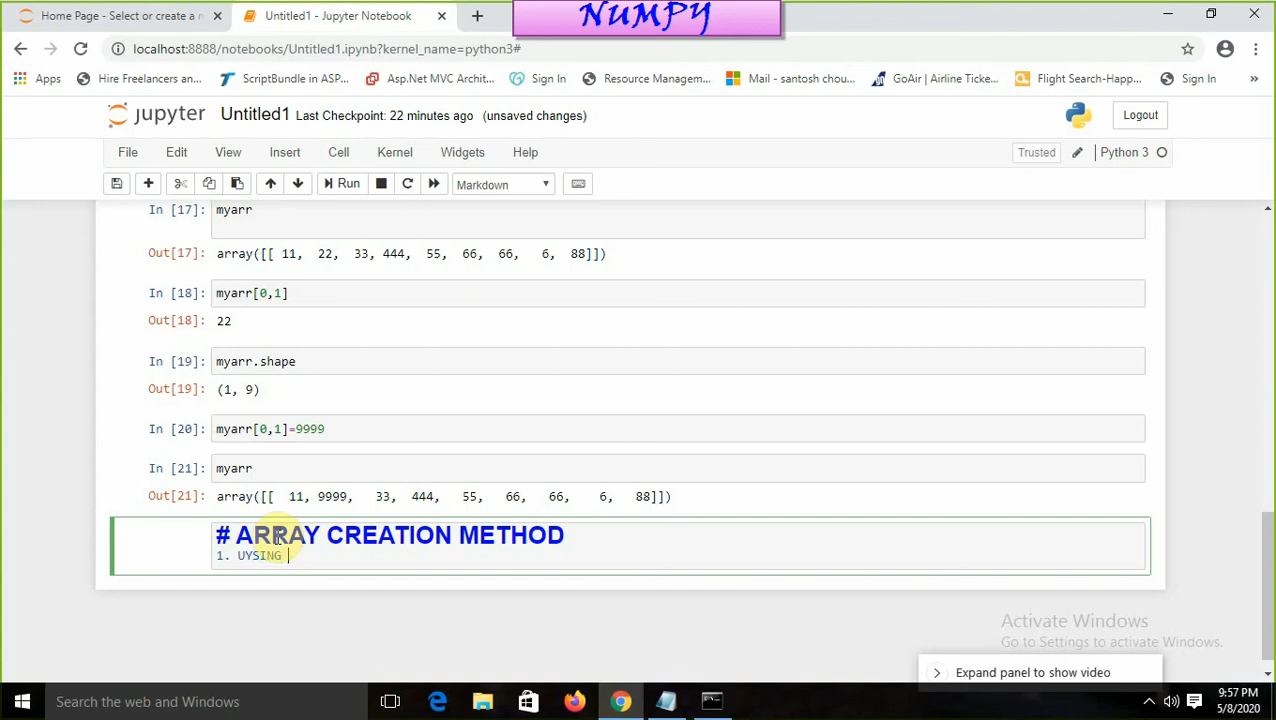 NuMPY
Home Page - Select or create a n
Untitled1 - Jupyter Notebook
localhost:8888/notebooks/Untitled1.ipynb?kernel_name=python3#
Apps
Hire Freelancers an...
ScriptBundle in ASP...
Asp.Net MVC Archit...
Sign In
Resource Managem...
Mail - santosh chou...
GoAir | Airline Ticke...
Flight Search-Happ...
Sign In
»
jupyter Untitled1 Last Checkpoint: 22 minutes ago (unsaved changes)
Logout
File Edit View Insert Cell Kernel Widgets Help
Trusted
Python 3
Run
Markdown
In [17]: myarr
Out[17]: array([[ 11, 22, 33, 444, 55, 66, 66, 6, 88]])
In [18]: myarr[0,1]
Out[18]: 22
In [19]: myarr.shape
Out[19]: (1, 9)
In [20]: myarr[0,1]=9999
In [21]: myarr
Out[21]: array([[ 11, 9999, 33, 444, 55, 66, 66, 6, 88]])
# ARRAY CREATION METHOD
1. UYSING
Activate Windows
Go to Settings to activate Windows.
Expand panel to show video
Search the web and Windows
9:57 PM
5/8/2020